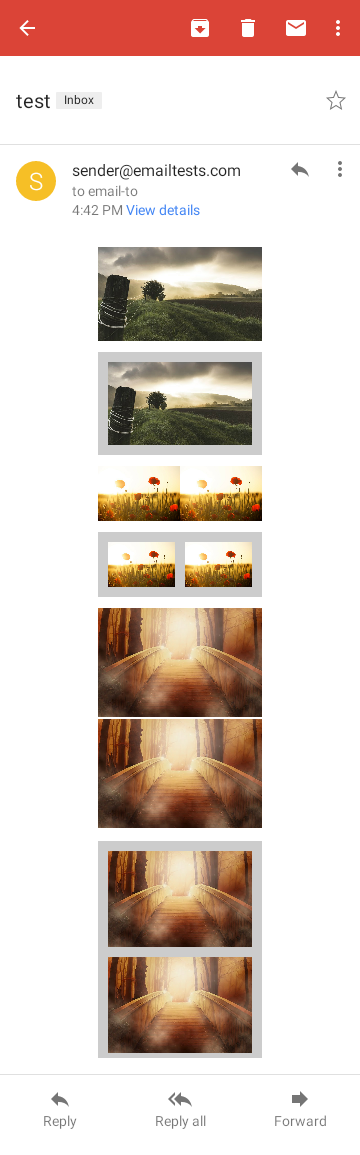 test Inbox
S
sender@emailtests.com
to email-to
4:42 PM View details
Reply
Reply all
Forward